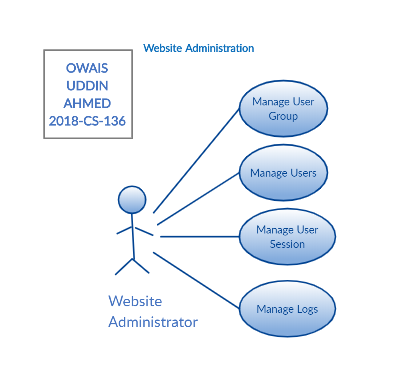 Website Administration
OWAIS
UDDIN
AHMED
2018-CS-136
Manage User
Group
Manage Users
Manage User
Session
Manage Logs
Website
Administrator